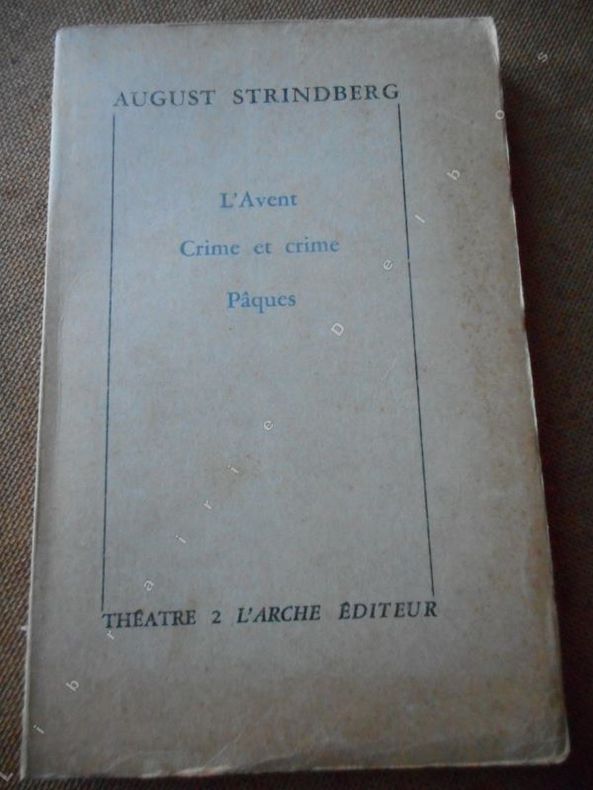 AUGUST STRINDBERG
L'Avent
Crime et crime
Pâques
THÉATRE 2 L'ARCHE ÉDITEUR
Librairie Delbos